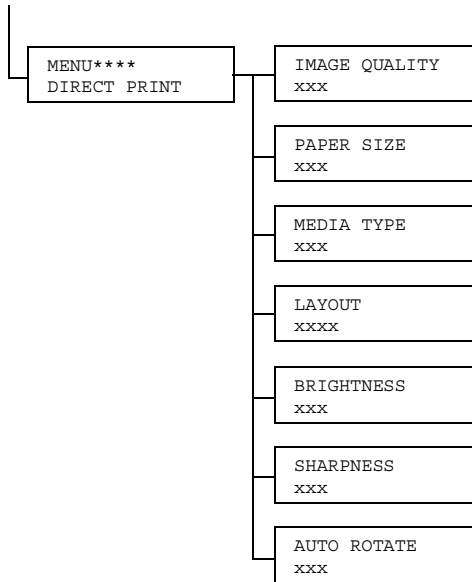 MENU****
DIRECT PRINT
IMAGE QUALITY
xxx
PAPER SIZE
xxx
MEDIA TYPE
xxx
LAYOUT
xxxx
BRIGHTNESS
xxx
SHARPNESS
xxx
AUTO ROTATE
xxx